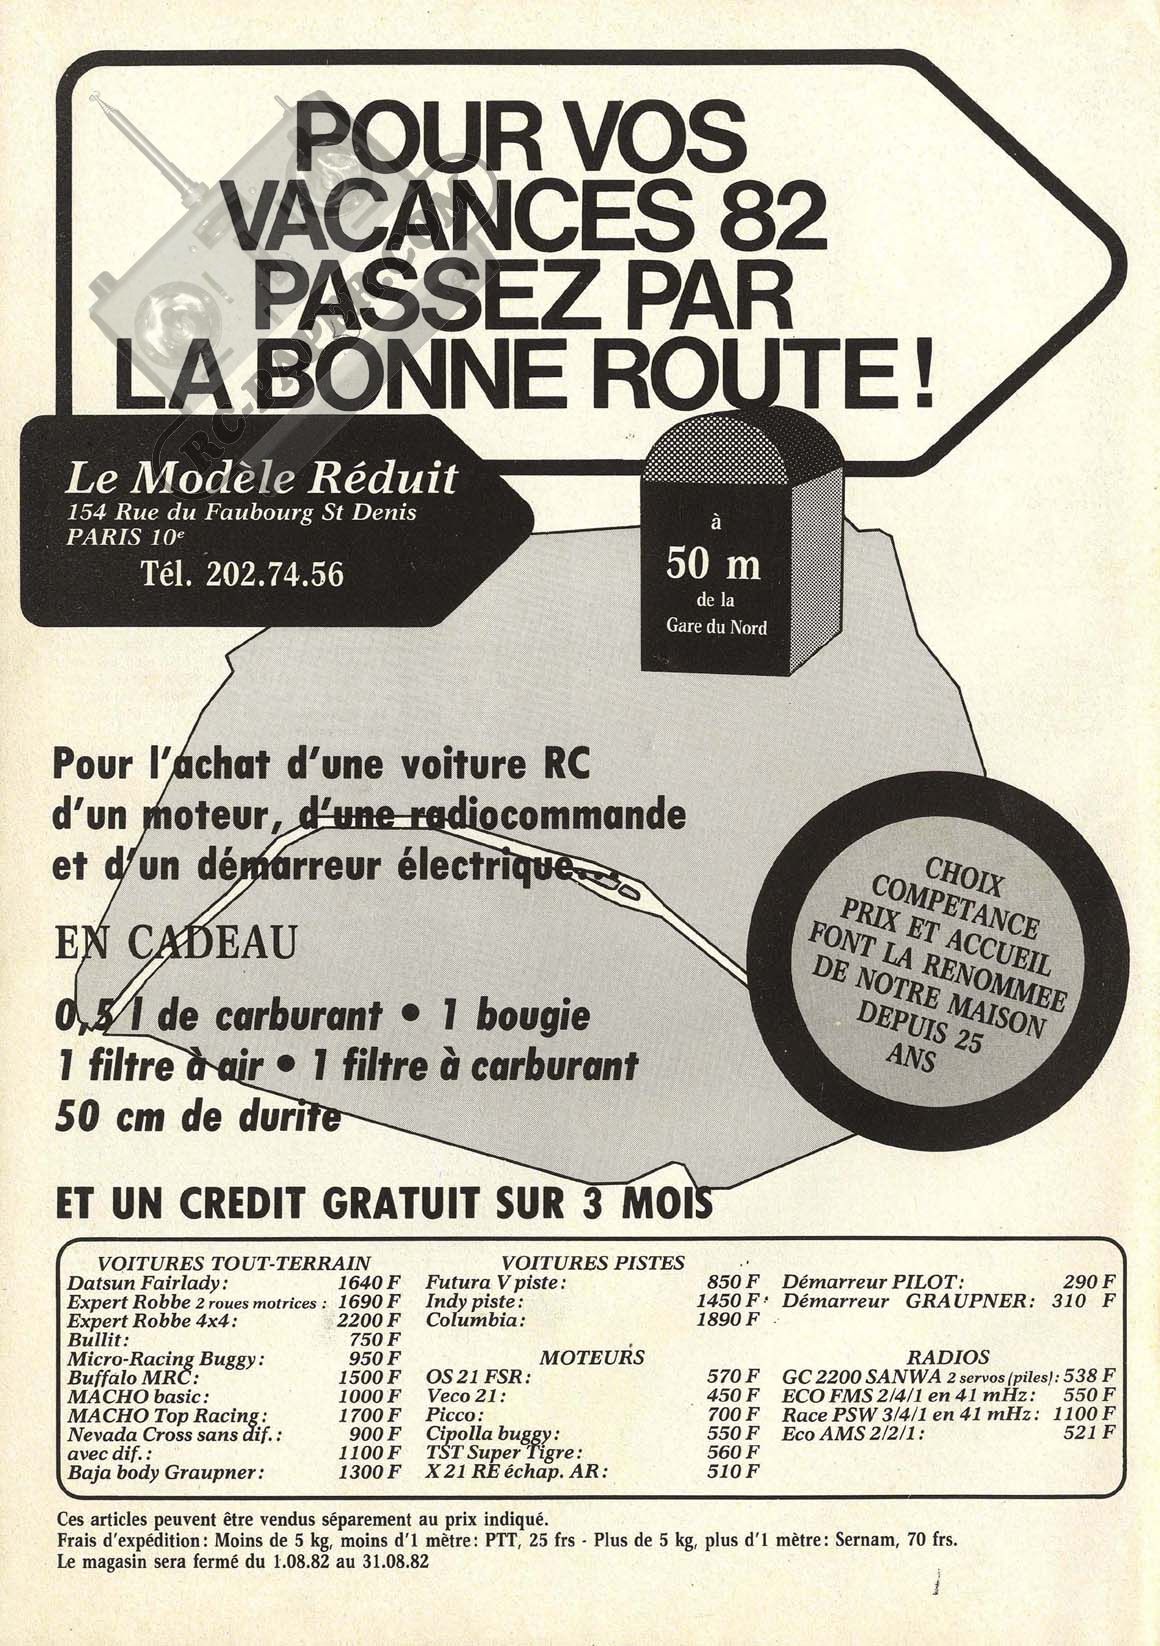 POUR VOS
VACANCES 82
PASSEZ PAR
LA BONNE ROUTE !
RC-PAPER.COM
Le Modèle Réduit
154 Rue du Faubourg St Denis
PARIS 10e
Tél. 202.74.56
à
50 m
de la
Gare du Nord
Pour l'achat d'une voiture RC
d'un moteur, d'une radiocommande
et d'un démarreur électrique...
EN CADEAU
0,5 l de carburant • 1 bougie
1 filtre à air • 1 filtre à carburant
50 cm de durite
CHOIX
COMPETANCE
PRIX ET ACCUEIL
FONT LA RENOMMEE
DE NOTRE MAISON
DEPUIS 25
ANS
ET UN CREDIT GRATUIT SUR 3 MOIS
VOITURES TOUT-TERRAIN
Datsun Fairlady: 1640 F
Expert Robbe 2 roues motrices: 1690 F
Expert Robbe 4x4: 2200 F
Bullit: 750 F
Micro-Racing Buggy: 950 F
Buffalo MRC: 1500 F
MACHO basic: 1000 F
MACHO Top Racing: 1700 F
Nevada Cross sans dif.: 900 F
avec dif.: 1100 F
Baja body Graupner: 1300 F
VOITURES PISTES
Futura V piste: 850 F
Indy piste: 1450 F
Columbia: 1890 F
MOTEURS
OS 21 FSR: 570 F
Veco 21: 450 F
Picco: 700 F
Cipolla buggy: 550 F
TST Super Tigre: 560 F
X 21 RE échap. AR: 510 F
Démarreur PILOT: 290 F
Démarreur GRAUPNER: 310 F
RADIOS
GC 2200 SANWA 2 servos (piles): 538 F
ECO FMS 2/4/1 en 41 mHz: 550 F
Race PSW 3/4/1 en 41 mHz: 1100 F
Eco AMS 2/2/1: 521 F
Ces articles peuvent être vendus séparement au prix indiqué.
Frais d'expédition: Moins de 5 kg, moins d'1 mètre: PTT, 25 frs - Plus de 5 kg, plus d'1 mètre: Sernam, 70 frs.
Le magasin sera fermé du 1.08.82 au 31.08.82